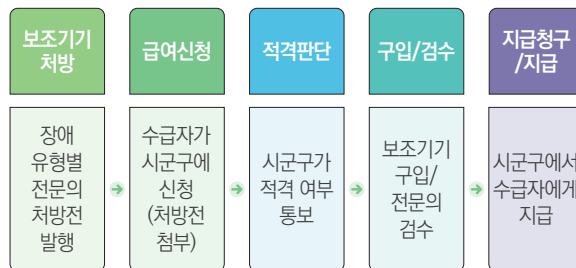 보조기기
처방
급여신청
적격판단
구입/검수
지급청구
/지급
장애
유형별
전문의
처방전
발행
수급자가
시군구에
신청
(처방전
첨부)
시군구가
적격 여부
통보
보조기기
구입/
전문의
검수
시군구에서
수급자에게
지급